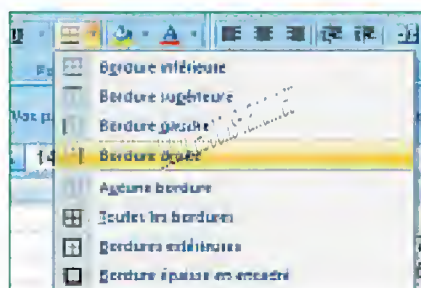 Bordure inférieure
Bordure supérieure
Bordure gauche
14
Bordure droite
Aucune bordure
Toutes les bordures
Bordures extérieures
Bordure épaisse en encadré